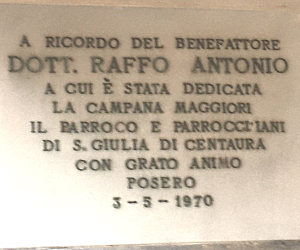 A RICORDO DEL BENEFATTORE
DOTT. RAFFO ANTONIO
A CUI È STATA DEDICATA
LA CAMPANA MAGGIORI
IL PARROCO E PARROCCIANI
DI S. GIULIA DI CENTAURA
CON GRATO ANIMO
POSERO
3-5-1970